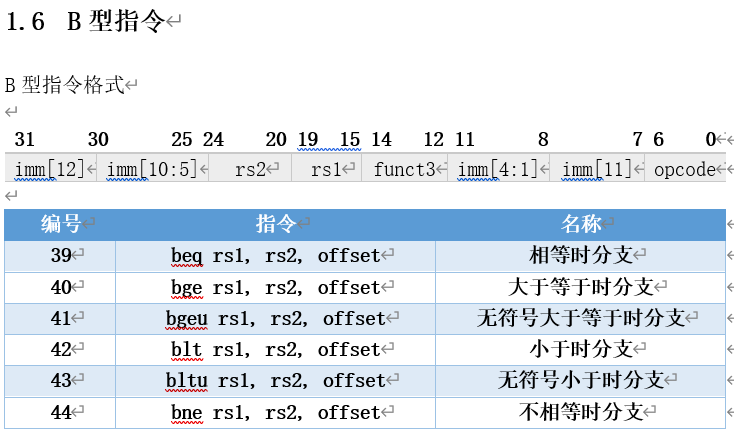 1.6 B 型指令
B 型指令格式
31 30 25 24 20 19 15 14 12 11 8 7 6 0
imm[12] imm[10:5] rs2 rs1 funct3 imm[4:1] imm[11] opcode
编号 指令 名称
39 beq rs1, rs2, offset 相等时分支
40 bge rs1, rs2, offset 大于等于时分支
41 bgeu rs1, rs2, offset 无符号大于等于时分支
42 blt rs1, rs2, offset 小于时分支
43 bltu rs1, rs2, offset 无符号小于时分支
44 bne rs1, rs2, offset 不相等时分支